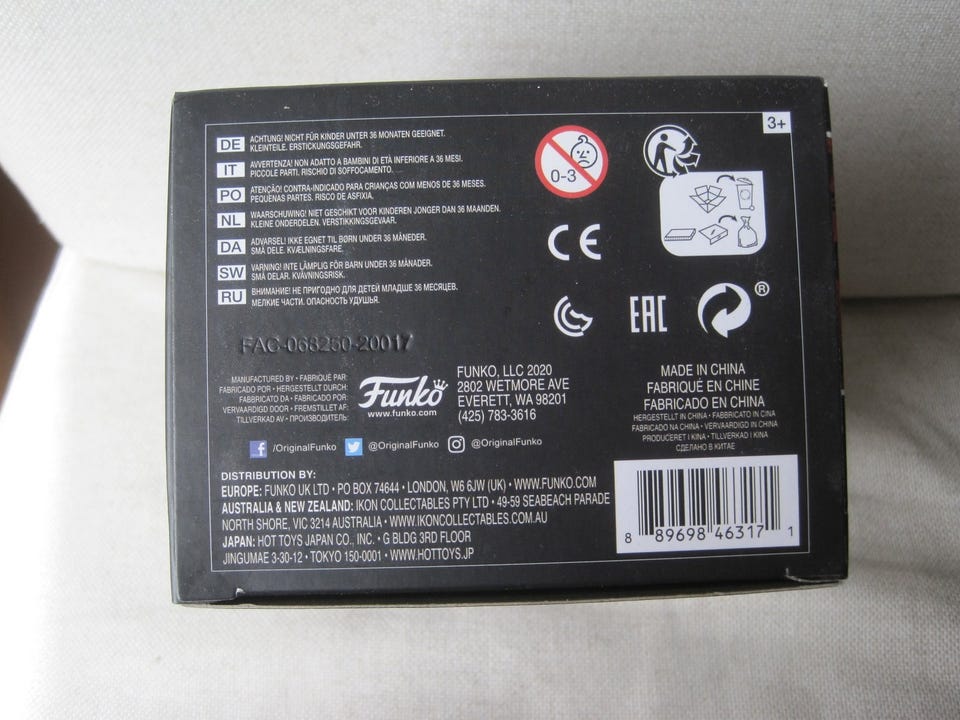 3+
DE ACHTUNG! NICHT FÜR KINDER UNTER 36 MONATEN GEEIGNET.
KLEINTEILE. ERSTICKUNGSGEFAHR.
IT AVVERTENZA! NON ADATTO A BAMBINI DI ETÀ INFERIORE A 36 MESI.
PICCOLE PARTI. RISCHIO DI SOFFOCAMENTO.
PO ATENÇÃO! CONTRA-INDICADO PARA CRIANÇAS COM MENOS DE 36 MESES.
PEQUENAS PARTES. RISCO DE ASFIXIA.
NL WAARSCHUWING! NIET GESCHIKT VOOR KINDEREN JONGER DAN 36 MAANDEN.
KLEINE ONDERDELEN. VERSTIKKINGSGEVAAR.
DA ADVARSEL! IKKE EGNET TIL BØRN UNDER 36 MÅNEDER.
SMÅ DELE. KVÆLNINGSFARE.
SW VARNING! INTE LÄMPLIG FÖR BARN UNDER 36 MÅNADER.
SMÅ DELAR. KVÄVNINGSRISK.
RU ВНИМАНИЕ! НЕ ПРИГОДНО ДЛЯ ДЕТЕЙ МЛАДШЕ 36 МЕСЯЦЕВ.
МЕЛКИЕ ЧАСТИ. ОПАСНОСТЬ УДУШЬЯ.
0-3
CE
EAC
®
FAC-068250-20017
MANUFACTURED BY • FABRIQUÉ PAR:
FABRICADO POR • HERGESTELLT DURCH:
FABBRICATO DA • FABRICADO POR:
VERVAARDIGD DOOR • FREMSTILLET AF:
TILLVERKAD AV • ПРОИЗВОДИТЕЛЬ:
Funko
www.funko.com
FUNKO, LLC 2020
2802 WETMORE AVE
EVERETT, WA 98201
(425) 783-3616
MADE IN CHINA
FABRIQUÉ EN CHINE
FABRICADO EN CHINA
HERGESTELLT IN CHINA • FABBRICATO IN CINA
FABRICADO NA CHINA • VERVAARDIGD IN CHINA
PRODUCERET I KINA • TILLVERKAD I KINA
СДЕЛАНО В КИТАЕ
f /OriginalFunko @OriginalFunko @OriginalFunko
DISTRIBUTION BY:
EUROPE: FUNKO UK LTD • PO BOX 74644 • LONDON, W6 6JW (UK) • WWW.FUNKO.COM
AUSTRALIA & NEW ZEALAND: IKON COLLECTABLES PTY LTD • 49-59 SEABEACH PARADE
NORTH SHORE, VIC 3214 AUSTRALIA • WWW.IKONCOLLECTABLES.COM.AU
JAPAN: HOT TOYS JAPAN CO., INC. • G BLDG 3RD FLOOR
JINGUMAE 3-30-12 • TOKYO 150-0001 • WWW.HOTTOYS.JP
8 89698 46317 1